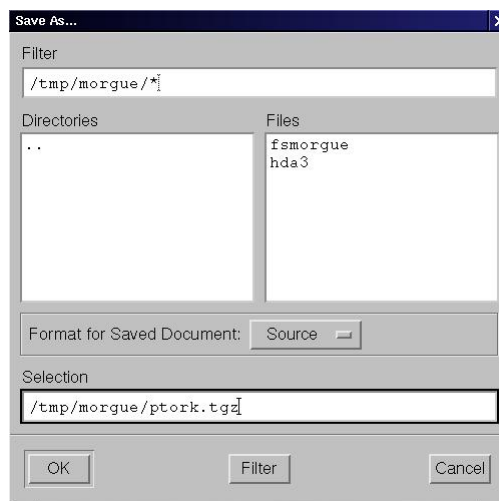 Save As...
Filter
/tmp/morgue/*
Directories
Files
..
fsmorgue
hda3
Format for Saved Document:
Source
Selection
/tmp/morgue/ptork.tgz
OK
Filter
Cancel